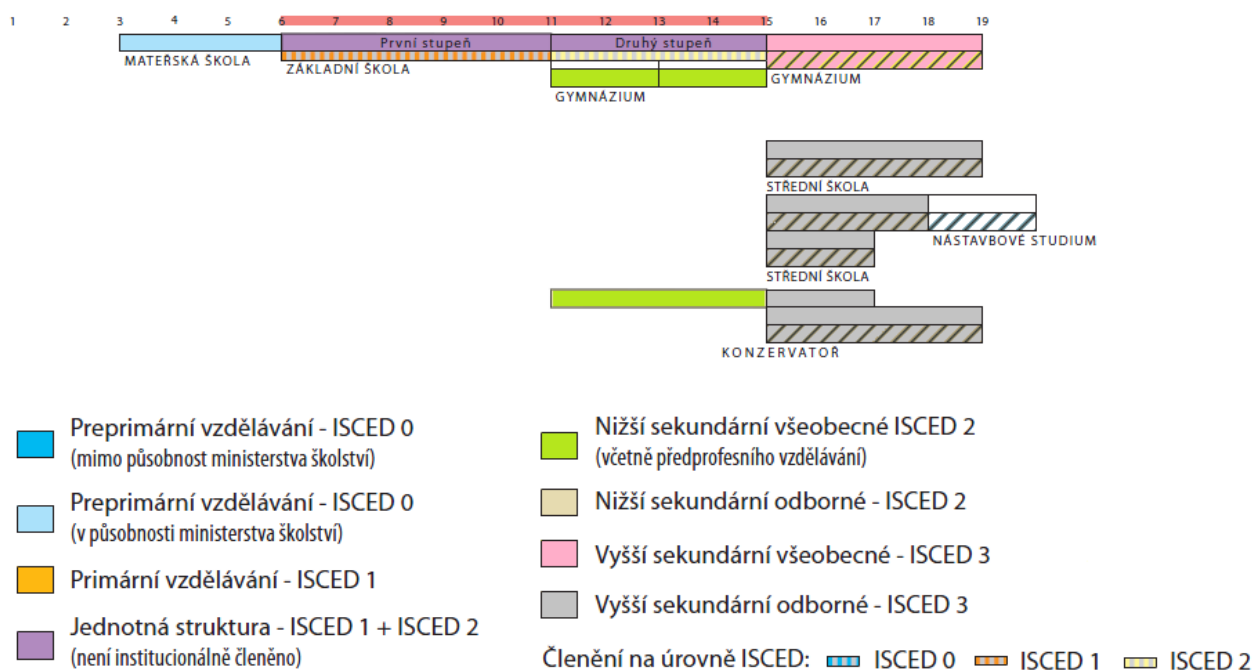 1 2 3 4 5 6 7 8 9 10 11 12 13 14 15 16 17 18 19
První stupeň Druhý stupeň
MATEŘSKÁ ŠKOLA
ZÁKLADNÍ ŠKOLA
GYMNÁZIUM
GYMNÁZIUM
STŘEDNÍ ŠKOLA
NÁSTAVBOVÉ STUDIUM
STŘEDNÍ ŠKOLA
KONZERVATOŘ
Preprimární vzdělávání - ISCED 0
(mimo působnost ministerstva školství)
Preprimární vzdělávání - ISCED 0
(v působnosti ministerstva školství)
Primární vzdělávání - ISCED 1
Jednotná struktura - ISCED 1 + ISCED 2
(není institucionálně členěno)
Nižší sekundární všeobecné ISCED 2
(včetně předprofesního vzdělávání)
Nižší sekundární odborné - ISCED 2
Vyšší sekundární všeobecné - ISCED 3
Vyšší sekundární odborné - ISCED 3
Členění na úrovně ISCED: ISCED 0 ISCED 1 ISCED 2